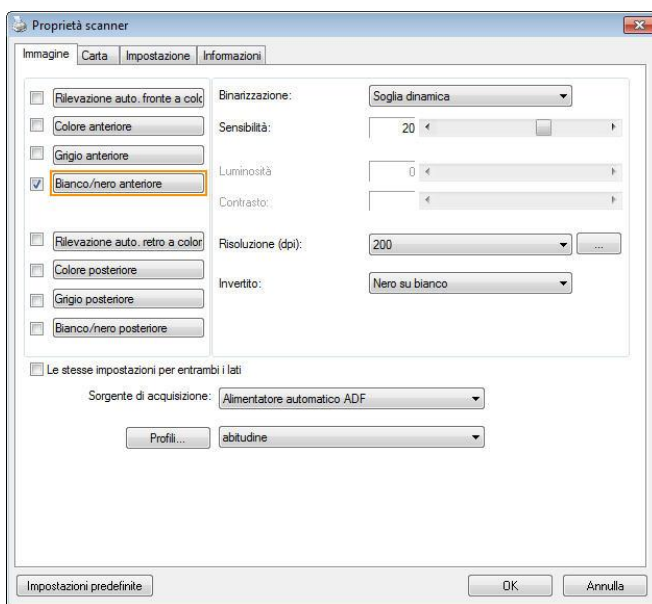 Proprietà scanner
Immagine Carta Impostazione Informazioni
Rilevazione auto. fronte a colo
Binarizzazione: Soglia dinamica
Colore anteriore
Sensibilità: 20
Grigio anteriore
Luminosità 0
Bianco/nero anteriore
Contrasto:
Rilevazione auto. retro a color
Risoluzione (dpi): 200 ...
Colore posteriore
Invertito: Nero su bianco
Grigio posteriore
Bianco/nero posteriore
Le stesse impostazioni per entrambi i lati
Sorgente di acquisizione: Alimentatore automatico ADF
Profili... abitudine
Impostazioni predefinite OK Annulla